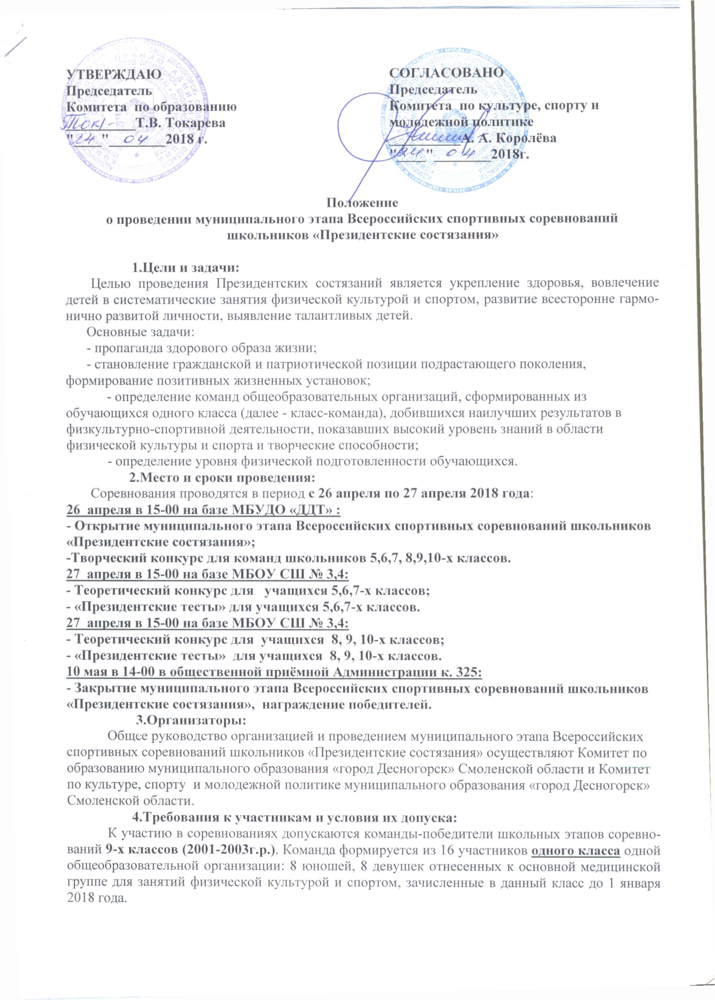 УТВЕРЖДАЮ
Председатель
Комитета по образованию
____________Т.В. Токарева
"24" 04 2018 г.
СОГЛАСОВАНО
Председатель
Комитета по культуре, спорту и
молодежной политике
____________А. А. Королёва
"24" 04 2018г.
Положение
о проведении муниципального этапа Всероссийских спортивных соревнований
школьников «Президентские состязания»
1.Цели и задачи:
Целью проведения Президентских состязаний является укрепление здоровья, вовлечение
детей в систематические занятия физической культурой и спортом, развитие всесторонне гармо-
нично развитой личности, выявление талантливых детей.
Основные задачи:
- пропаганда здорового образа жизни;
- становление гражданской и патриотической позиции подрастающего поколения,
формирование позитивных жизненных установок;
- определение команд общеобразовательных организаций, сформированных из
обучающихся одного класса (далее - класс-команда), добившихся наилучших результатов в
физкультурно-спортивной деятельности, показавших высокий уровень знаний в области
физической культуры и спорта и творческие способности;
- определение уровня физической подготовленности обучающихся.
2.Место и сроки проведения:
Соревнования проводятся в период с 26 апреля по 27 апреля 2018 года:
26 апреля в 15-00 на базе МБУДО «ДДТ» :
- Открытие муниципального этапа Всероссийских спортивных соревнований школьников
«Президентские состязания»;
-Творческий конкурс для команд школьников 5,6,7, 8,9,10-х классов.
27 апреля в 15-00 на базе МБОУ СШ № 3,4:
- Теоретический конкурс для учащихся 5,6,7-х классов;
- «Президентские тесты» для учащихся 5,6,7-х классов.
27 апреля в 15-00 на базе МБОУ СШ № 3,4:
- Теоретический конкурс для учащихся 8, 9, 10-х классов;
- «Президентские тесты» для учащихся 8, 9, 10-х классов.
10 мая в 14-00 в общественной приёмной Администрации к. 325:
- Закрытие муниципального этапа Всероссийских спортивных соревнований школьников
«Президентские состязания», награждение победителей.
3.Организаторы:
Общее руководство организацией и проведением муниципального этапа Всероссийских
спортивных соревнований школьников «Президентские состязания» осуществляют Комитет по
образованию муниципального образования «город Десногорск» Смоленской области и Комитет
по культуре, спорту и молодежной политике муниципального образования «город Десногорск»
Смоленской области.
4.Требования к участникам и условия их допуска:
К участию в соревнованиях допускаются команды-победители школьных этапов соревно-
ваний 9-х классов (2001-2003г.р.). Команда формируется из 16 участников одного класса одной
общеобразовательной организации: 8 юношей, 8 девушек отнесенных к основной медицинской
группе для занятий физической культурой и спортом, зачисленные в данный класс до 1 января
2018 года.